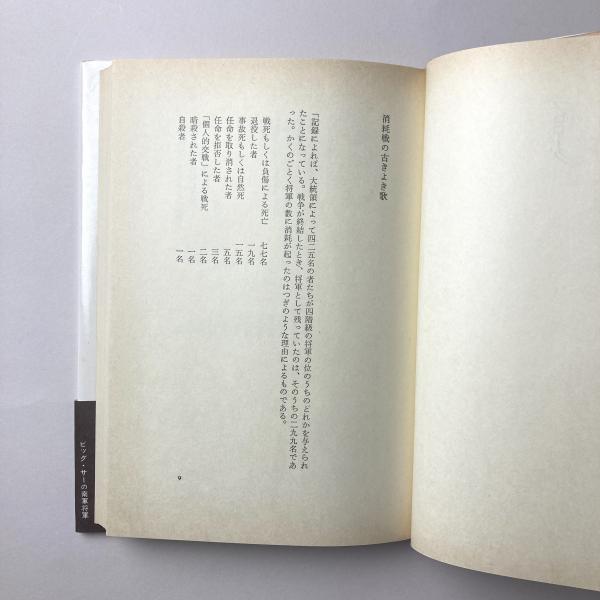 消耗戦の古きよき歌
「記録によれば、大統領によって四二五名の者たちが四階級の将軍の位のうちのどれかを与えられ
たことになっている。戦争が終結したとき、将軍として残っていたのは、そのうちの二九九名であ
った。かくのごとく将軍の数に消耗が起ったのはつぎのような理由によるものである。
戦死もしくは負傷による死亡 七七名
退役した者 一九名
事故死もしくは自然死 一五名
任命を取り消された者 五名
任命を拒否した者 三名
「個人的交戦」による戦死 二名
暗殺された者 一名
自殺者 一名
9
ビッグ・サーの南軍将軍